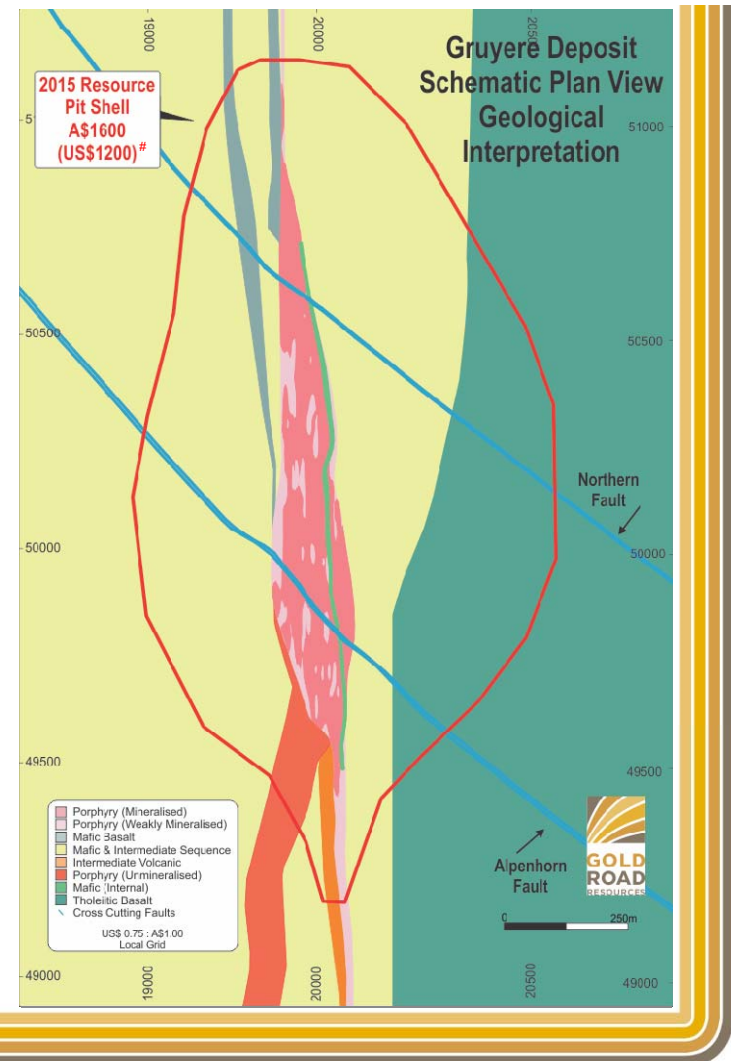 19000
20000
20500
Gruyere Deposit
Schematic Plan View
Geological
Interpretation
2015 Resource
Pit Shell
A$1600
(US$1200)#
51000
50500
50500
Northern
Fault
50000
50000
49500
49500
Porphyry (Mineralised)
Porphyry (Weakly Mineralised)
Mafic Basalt
Mafic & Intermediate Sequence
Intermediate Volcanic
Porphyry (Unmineralised)
Mafic (Internal)
Tholeiitic Basalt
Cross Cutting Faults
US$ 0.75 : A$1.00
Local Grid
Alpenhorn
Fault
GOLD
ROAD
RESOURCES
0 250m
49000
19000
20000
20500
49000